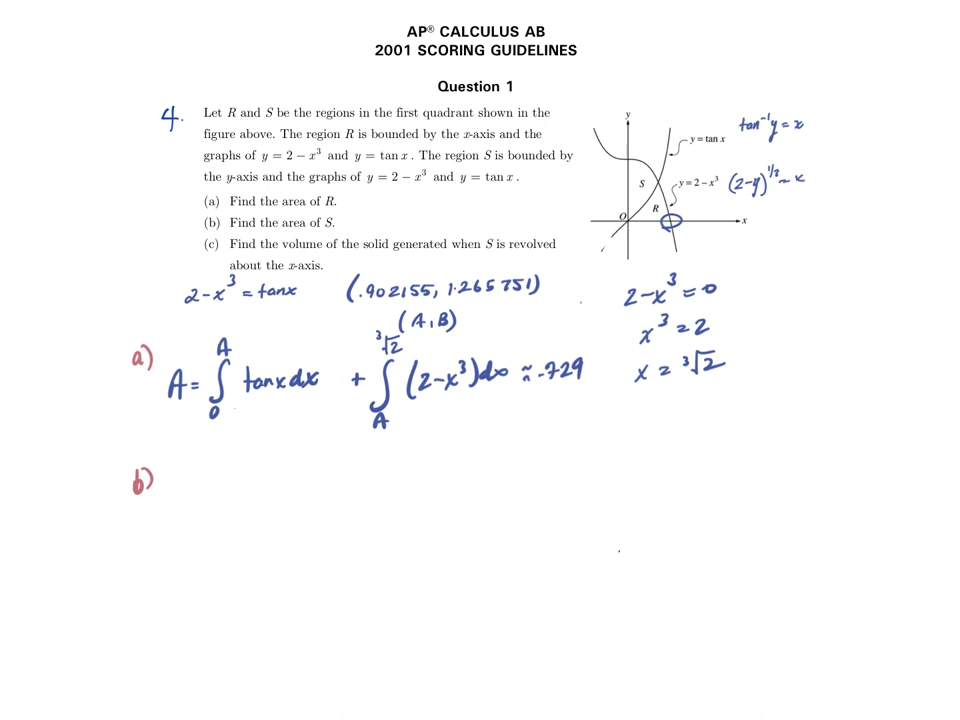 AP® CALCULUS AB
2001 SCORING GUIDELINES
Question 1
4.
Let R and S be the regions in the first quadrant shown in the
figure above. The region R is bounded by the x-axis and the
graphs of y = 2 − x³ and y = tan x . The region S is bounded by
the y-axis and the graphs of y = 2 − x³ and y = tan x .
(a) Find the area of R.
(b) Find the area of S.
(c) Find the volume of the solid generated when S is revolved
about the x-axis.
y
y = tan x
tan⁻¹y = x
S
y = 2 − x³
(2-y)^1/3 = x
R
O
x
2-x³ = tanx
(.902155, 1.265751)
(A, B)
2-x³ = 0
x³ = 2
x = ³√2
a)
A = ∫₀ᴬ tanx dx + ∫_A^³√2 (2-x³)dx ≈ .729
b)